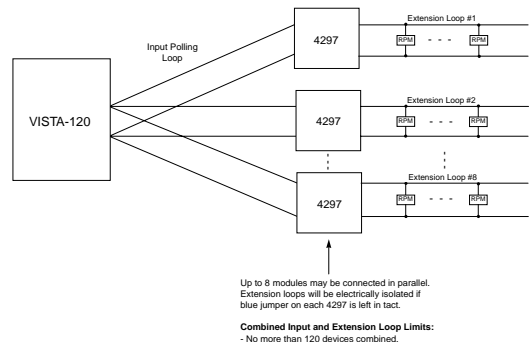 Extension Loop #1
Input Polling
Loop
4297
RPM
RPM
VISTA-120
Extension Loop #2
4297
RPM
RPM
Extension Loop #8
4297
RPM
RPM
Up to 8 modules may be connected in parallel.
Extension loops will be electrically isolated if
blue jumper on each 4297 is left in tact.
Combined Input and Extension Loop Limits:
- No more than 120 devices combined.